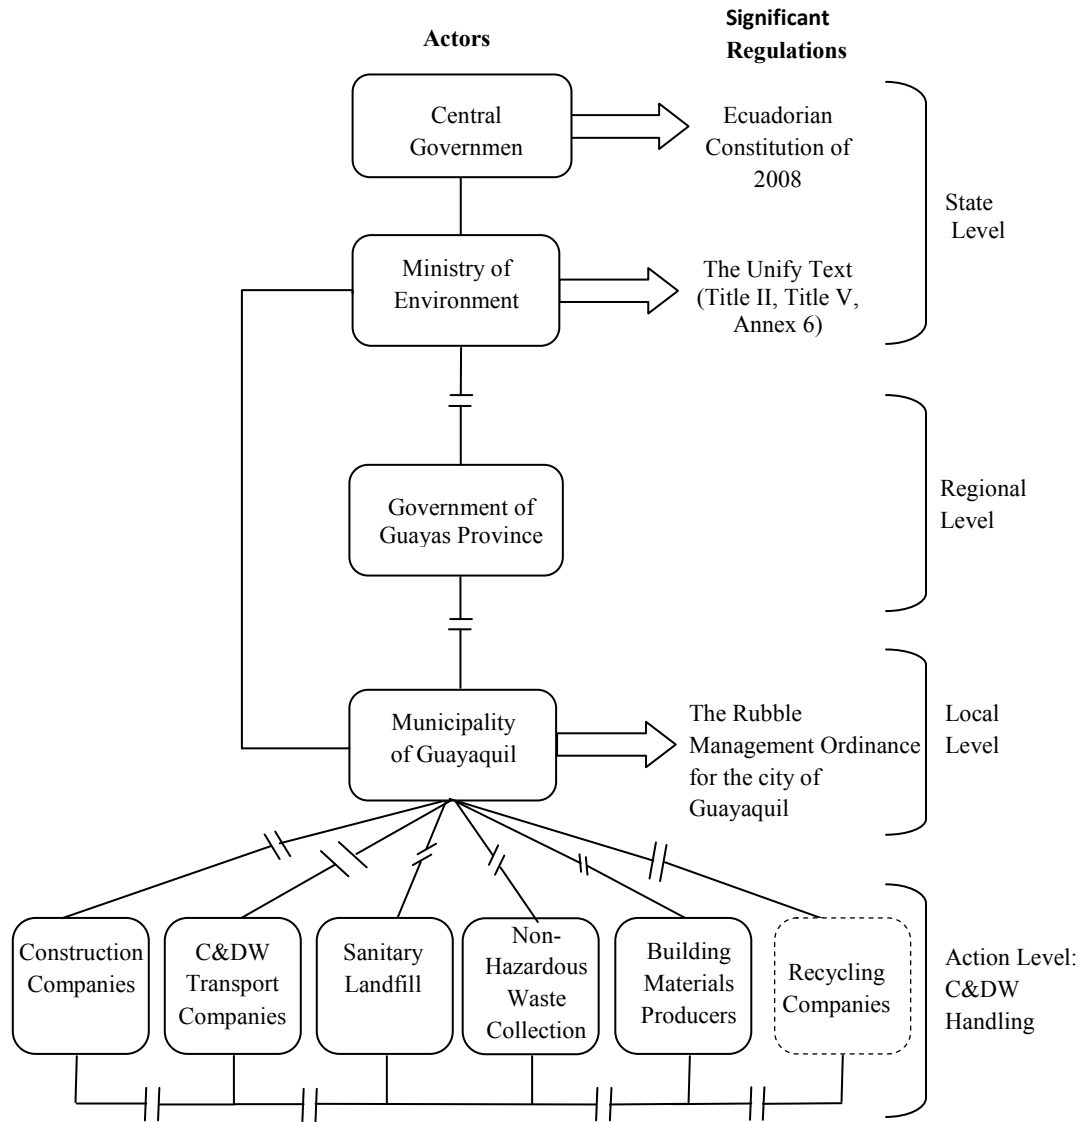 Actors
Significant
Regulations
Central
Governmen
Ecuadorian
Constitution of
2008
State
Level
Ministry of
Environment
The Unify Text
(Title II, Title V,
Annex 6)
Government of
Guayas Province
Regional
Level
Municipality
of Guayaquil
The Rubble
Management Ordinance
for the city of
Guayaquil
Local
Level
Construction
Companies
C&DW
Transport
Companies
Sanitary
Landfill
Non-
Hazardous
Waste
Collection
Building
Materials
Producers
Recycling
Companies
Action Level:
C&DW
Handling